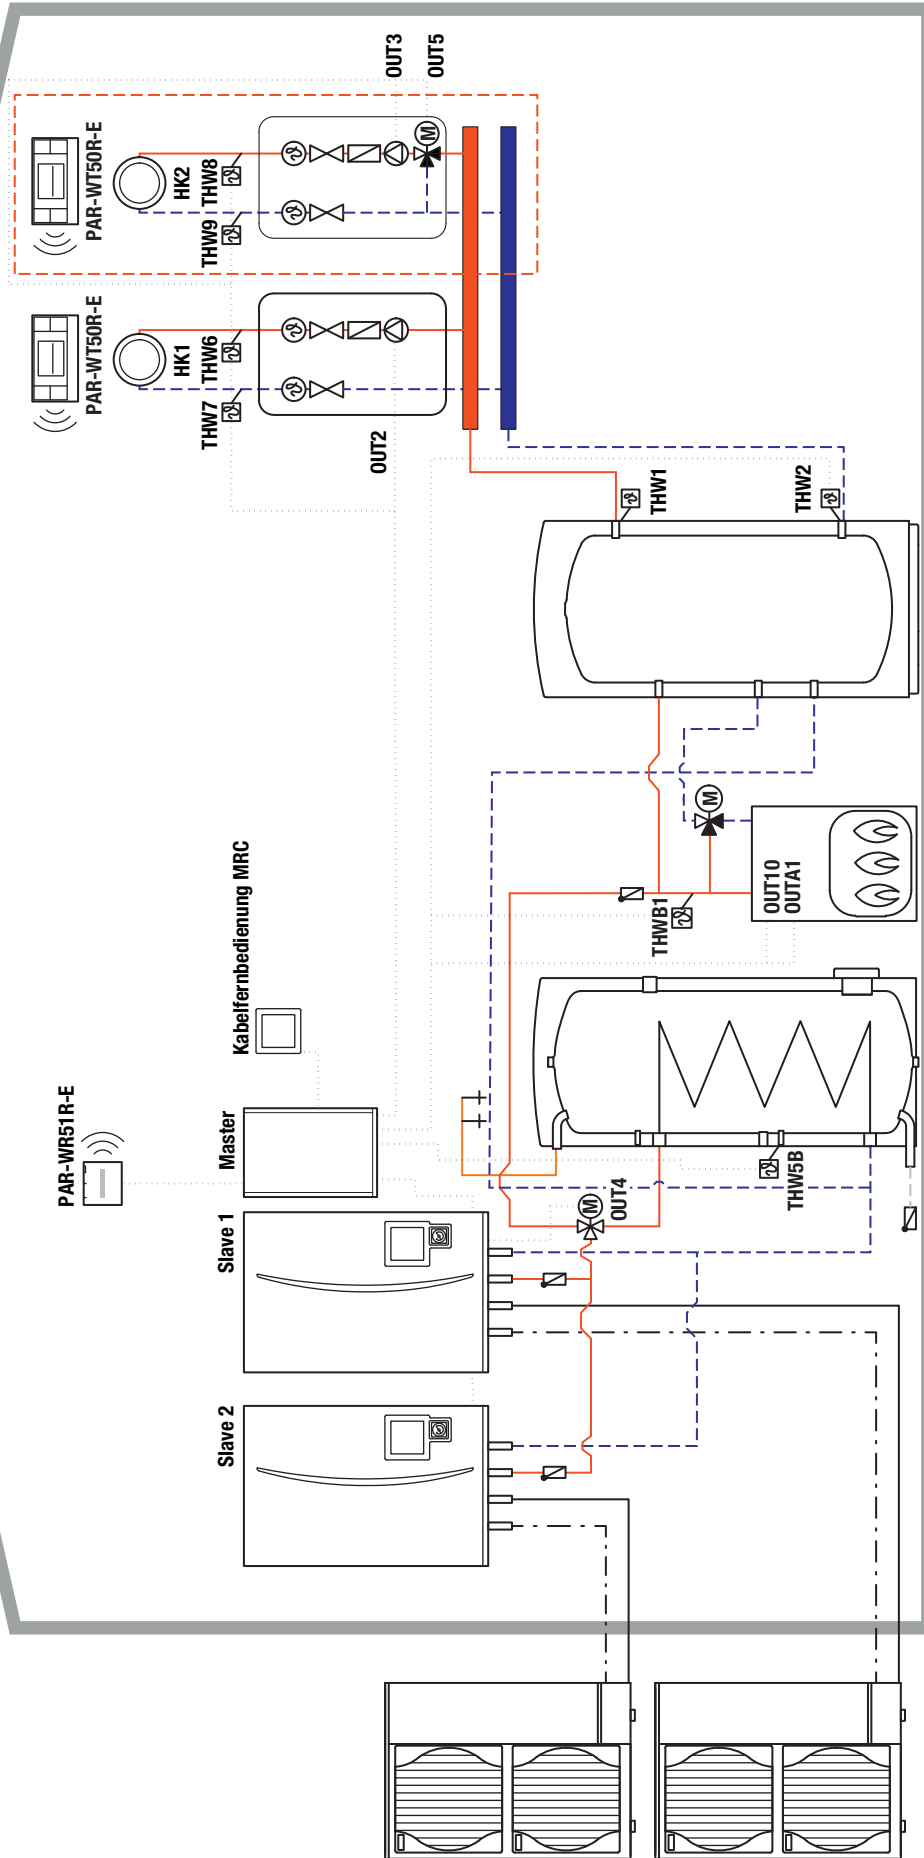 PAR-WR51R-E
Slave 2
Slave 1
Master
Kabelfernbedienung MRC
PAR-WT50R-E
PAR-WT50R-E
HK1
HK2
THW7
THW6
THW9
THW8
OUT2
OUT3
OUT5
M
M
OUT4
THW5B
THWB1
M
OUT10
OUTA1
THW1
THW2